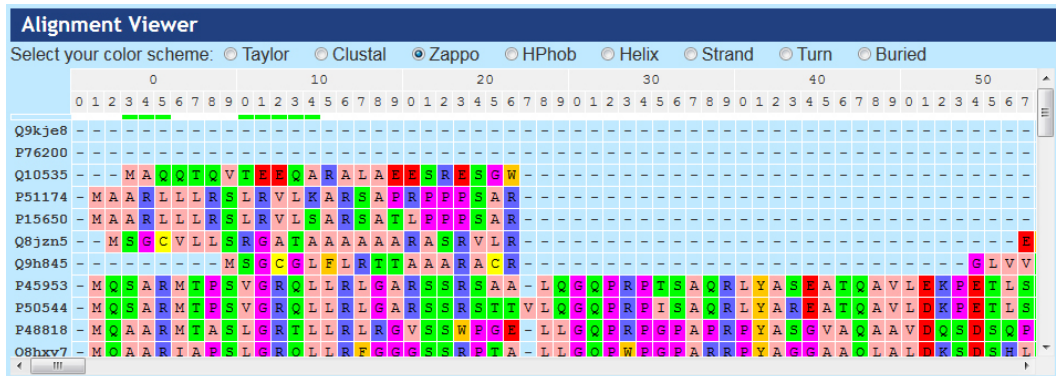 Alignment Viewer
Select your color scheme: Taylor Clustal Zappo HPhob Helix Strand Turn Buried
0 10 20 30 40 50
0 1 2 3 4 5 6 7 8 9 0 1 2 3 4 5 6 7 8 9 0 1 2 3 4 5 6 7 8 9 0 1 2 3 4 5 6 7 8 9 0 1 2 3 4 5 6 7 8 9 0 1 2 3 4 5 6 7
Q9kje8 - - - - - - - - - - - - - - - - - - - - - - - - - - - - - - - - - - - - - - - - - - - - - - - - - - - - - - - - - -
P76200 - - - - - - - - - - - - - - - - - - - - - - - - - - - - - - - - - - - - - - - - - - - - - - - - - - - - - - - - - -
Q10535 - - - M A Q Q T Q V T E E Q A R A L A E E S R E S G W - - - - - - - - - - - - - - - - - - - - - - - - - - - - - - -
P51174 - M A A R L L L R S L R V L K A R S A P R P P P S A R - - - - - - - - - - - - - - - - - - - - - - - - - - - - - - -
P15650 - M A A R L L L R S L R V L S A R S A T L P P P S A R - - - - - - - - - - - - - - - - - - - - - - - - - - - - - - -
Q8jzn5 - - M S G C V L L S R G A T A A A A A A R A S R V L R - - - - - - - - - - - - - - - - - - - - - - - - - - - - - - E
Q9h845 - - - - - - - - - M S G C G L F L R T T A A A R A C R - - - - - - - - - - - - - - - - - - - - - - - - - - - G L V V
P45953 - M Q S A R M T P S V G R Q L L R L G A R S S R S A A - L Q G Q P R P T S A Q R L Y A S E A T Q A V L E K P E T L S
P50544 - M Q S A R M T P S V G R Q L L R L G A R S S R S T T V L Q G Q P R P I S A Q R L Y A R E A T Q A V L D K P E T L S
P48818 - M Q A A R M T A S L G R T L L R L R G V S S W P G E - L L G Q P R P G P A P R P Y A S G V A Q A A V D Q S D S Q P
Q8hxy7 - M Q A A R I A P S L G R Q L L R F G G G S S R P T A - L L G Q P W P G P A R R P Y A G G A A Q L A L D K S D S H L